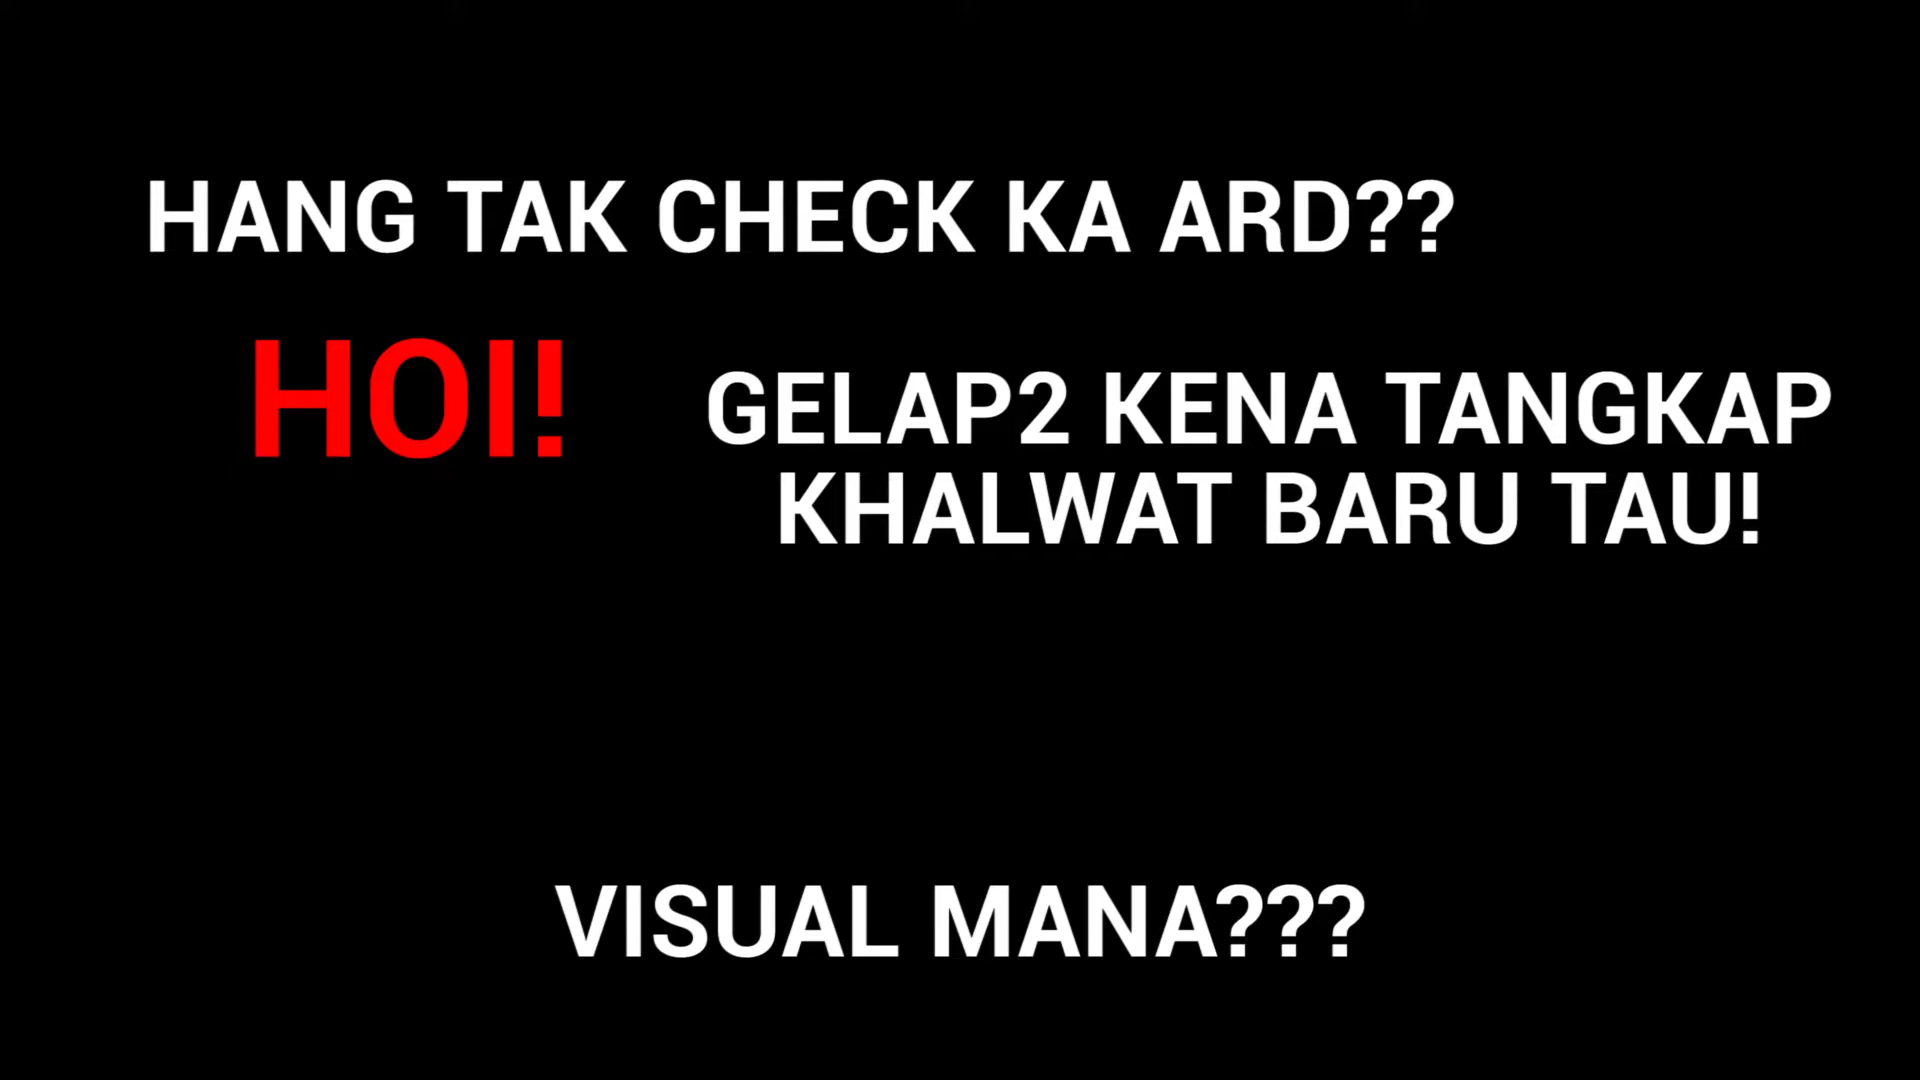 HANG TAK CHECK KA ARD??
HOI!
GELAP2 KENA TANGKAP
KHALWAT BARU TAU!
VISUAL MANA???